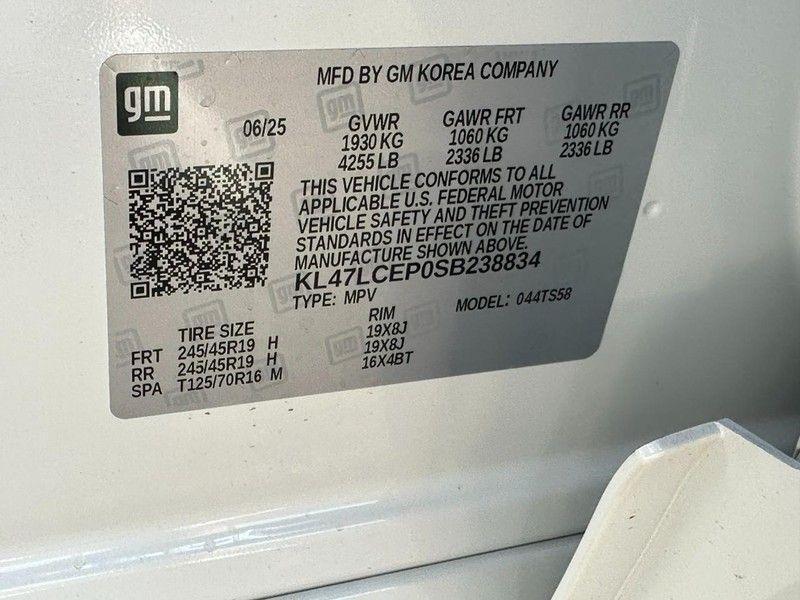 gm
MFD BY GM KOREA COMPANY
06/25
GVWR GAWR FRT GAWR RR
1930 KG 1060 KG 1060 KG
4255 LB 2336 LB 2336 LB
THIS VEHICLE CONFORMS TO ALL
APPLICABLE U.S. FEDERAL MOTOR
VEHICLE SAFETY AND THEFT PREVENTION
STANDARDS IN EFFECT ON THE DATE OF
MANUFACTURE SHOWN ABOVE.
KL47LCEP0SB238834
TYPE: MPV MODEL: 044TS58
TIRE SIZE RIM
FRT 245/45R19 H 19X8J
RR 245/45R19 H 19X8J
SPA T125/70R16 M 16X4BT